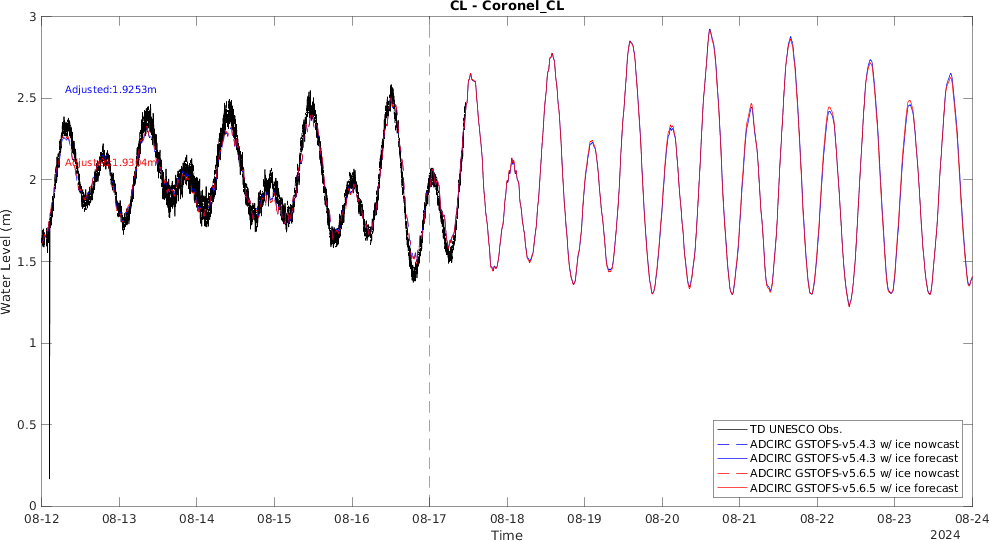 CL - Coronel_CL
3
2.5
2
1.5
1
0.5
0
Water Level (m)
Adjusted:1.9253m
Adjusted:1.9304m
TD UNESCO Obs.
ADCIRC GSTOFS-v5.4.3 w/ ice nowcast
ADCIRC GSTOFS-v5.4.3 w/ ice forecast
ADCIRC GSTOFS-v5.6.5 w/ ice nowcast
ADCIRC GSTOFS-v5.6.5 w/ ice forecast
08-12 08-13 08-14 08-15 08-16 08-17 08-18 08-19 08-20 08-21 08-22 08-23 08-24
Time
2024